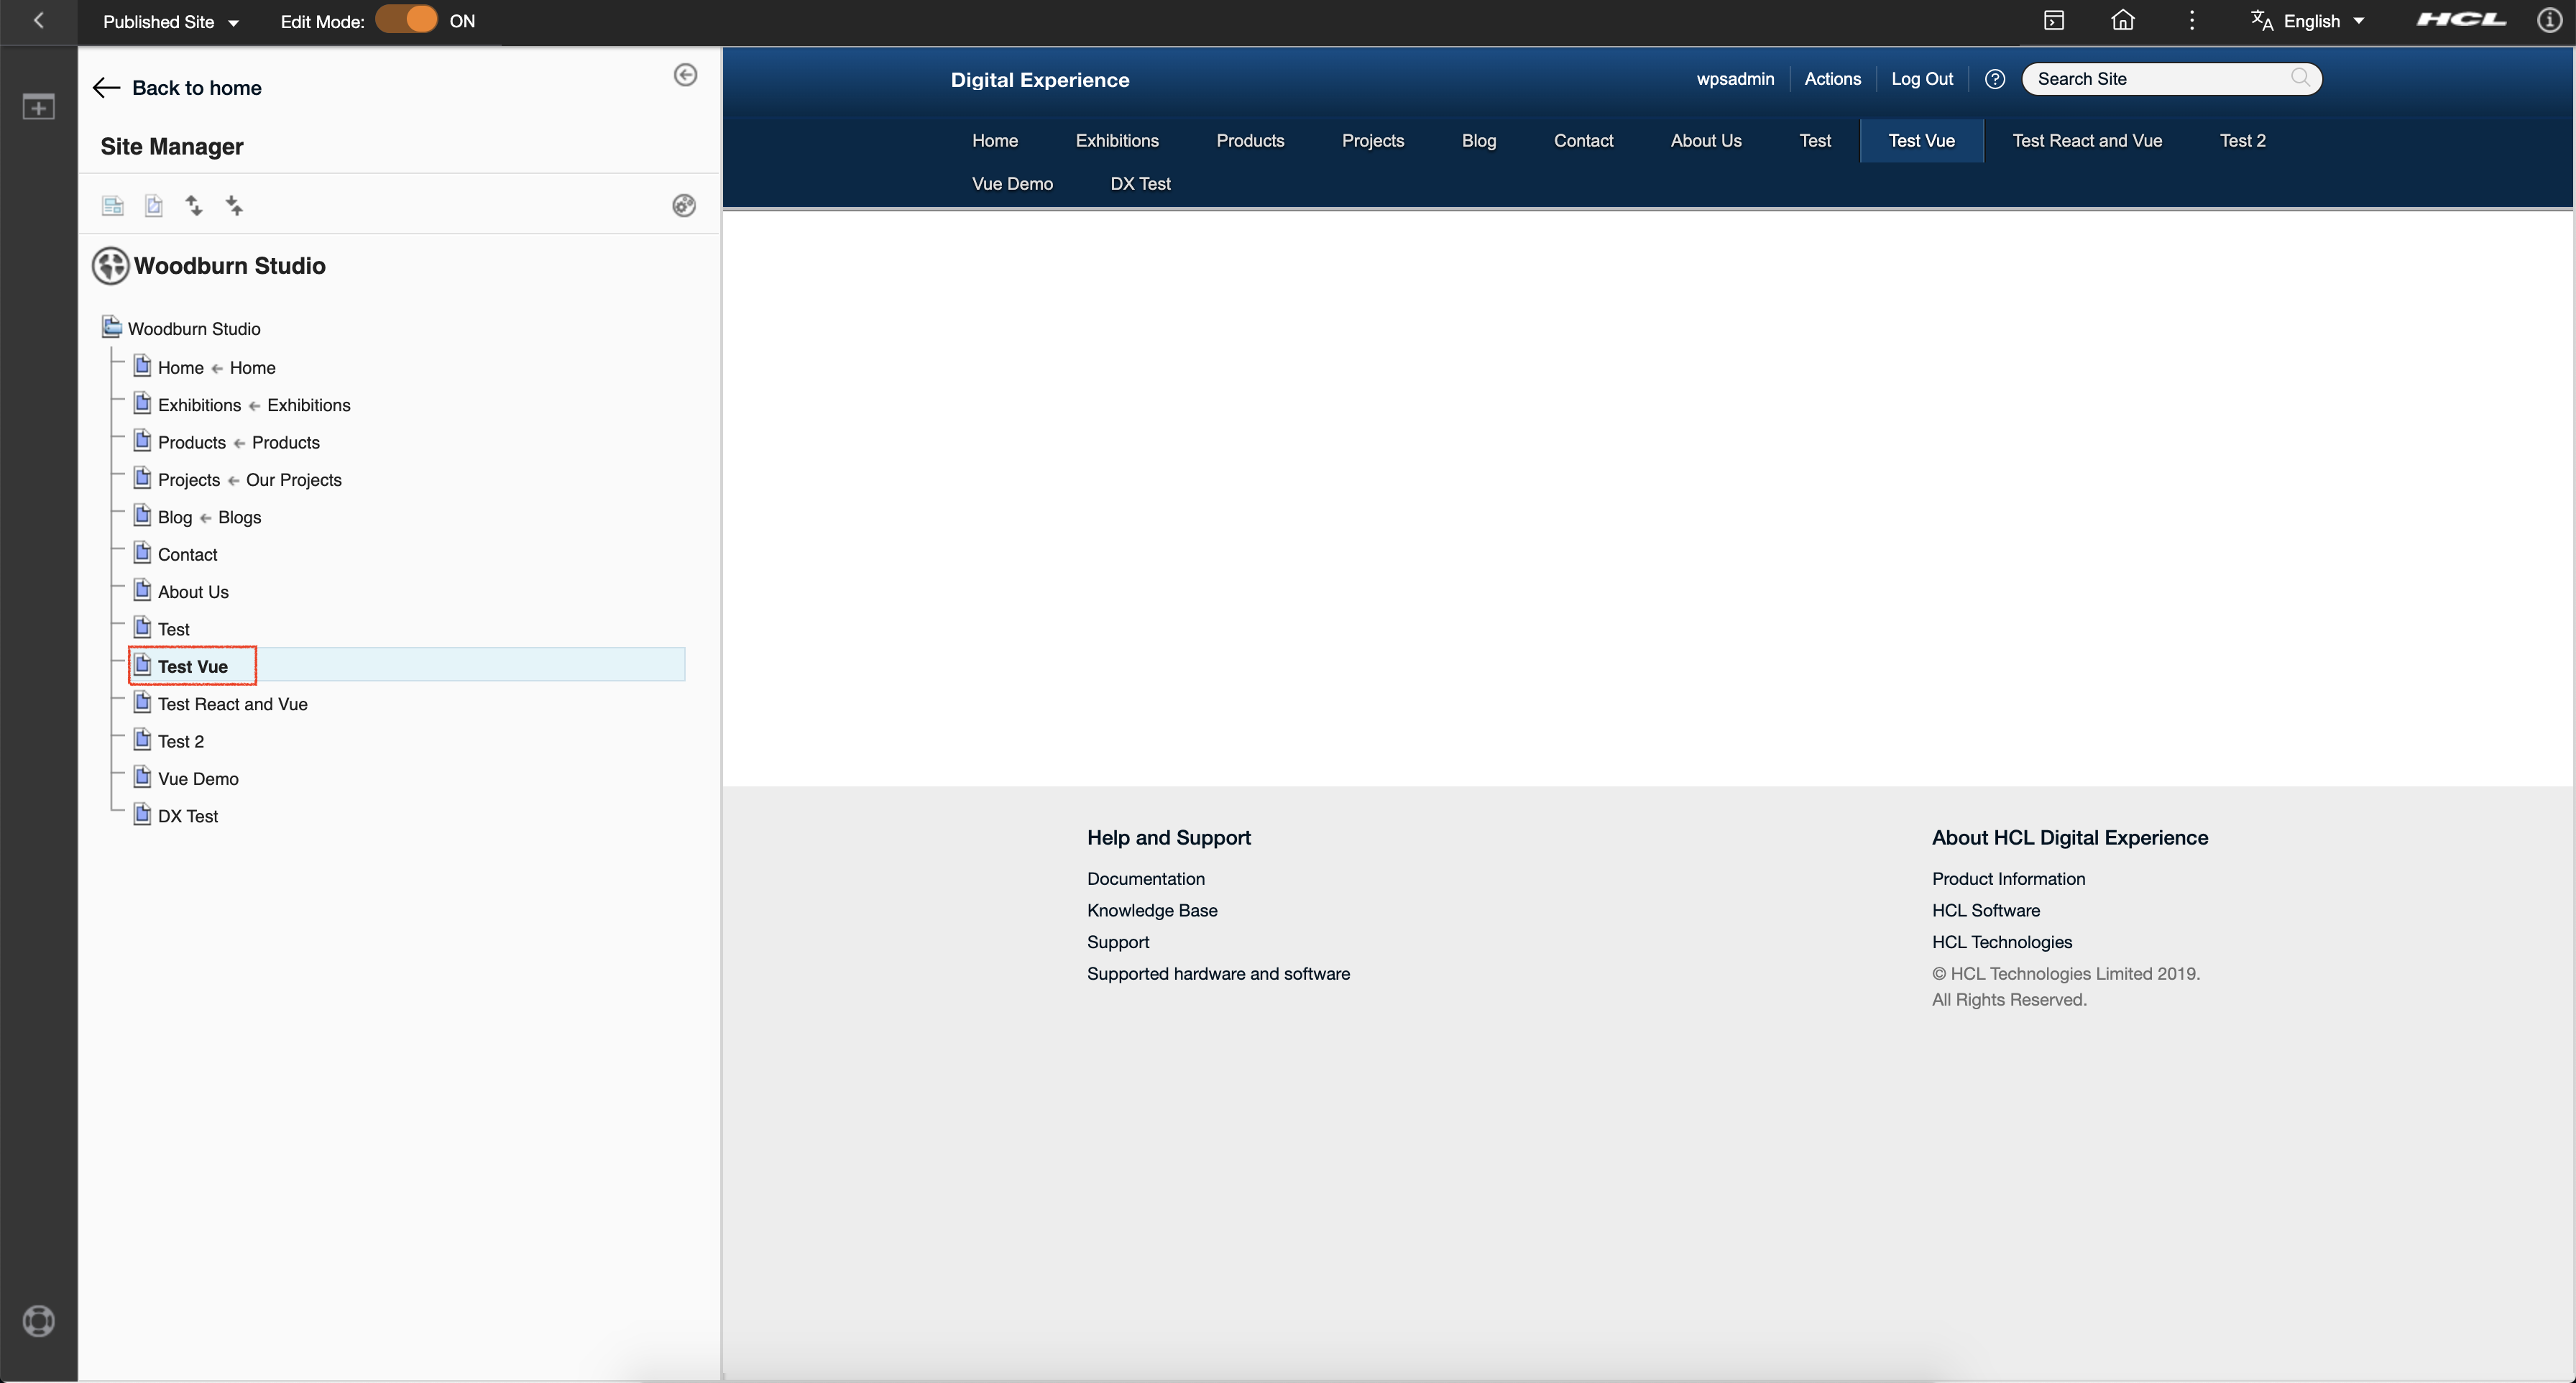 Published Site Edit Mode: ON English HCL
Back to home
Site Manager
Woodburn Studio
Woodburn Studio
Home ← Home
Exhibitions ← Exhibitions
Products ← Products
Projects ← Our Projects
Blog ← Blogs
Contact
About Us
Test
Test Vue
Test React and Vue
Test 2
Vue Demo
DX Test
Digital Experience wpsadmin Actions Log Out Search Site
Home Exhibitions Products Projects Blog Contact About Us Test Test Vue Test React and Vue Test 2
Vue Demo DX Test
Help and Support
Documentation
Knowledge Base
Support
Supported hardware and software
About HCL Digital Experience
Product Information
HCL Software
HCL Technologies
© HCL Technologies Limited 2019.
All Rights Reserved.